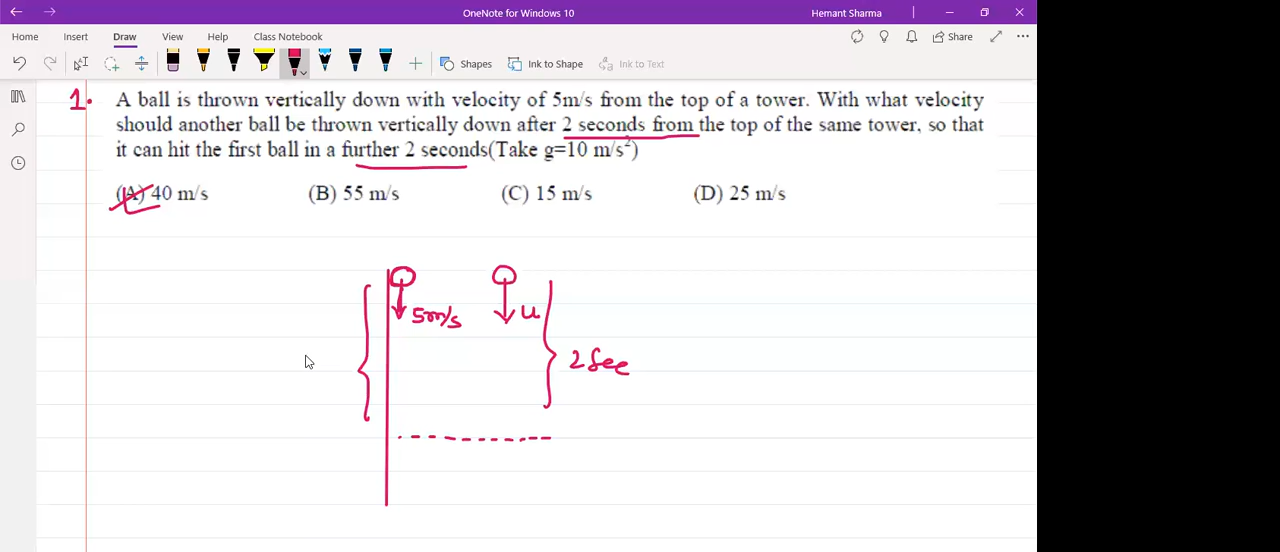 OneNote for Windows 10
Hemant Sharma
Home Insert Draw View Help Class Notebook
Share
Shapes Ink to Shape Ink to Text
1. A ball is thrown vertically down with velocity of 5m/s from the top of a tower. With what velocity
should another ball be thrown vertically down after 2 seconds from the top of the same tower, so that
it can hit the first ball in a further 2 seconds(Take g=10 m/s²)
(A) 40 m/s (B) 55 m/s (C) 15 m/s (D) 25 m/s
5m/s u
2 sec